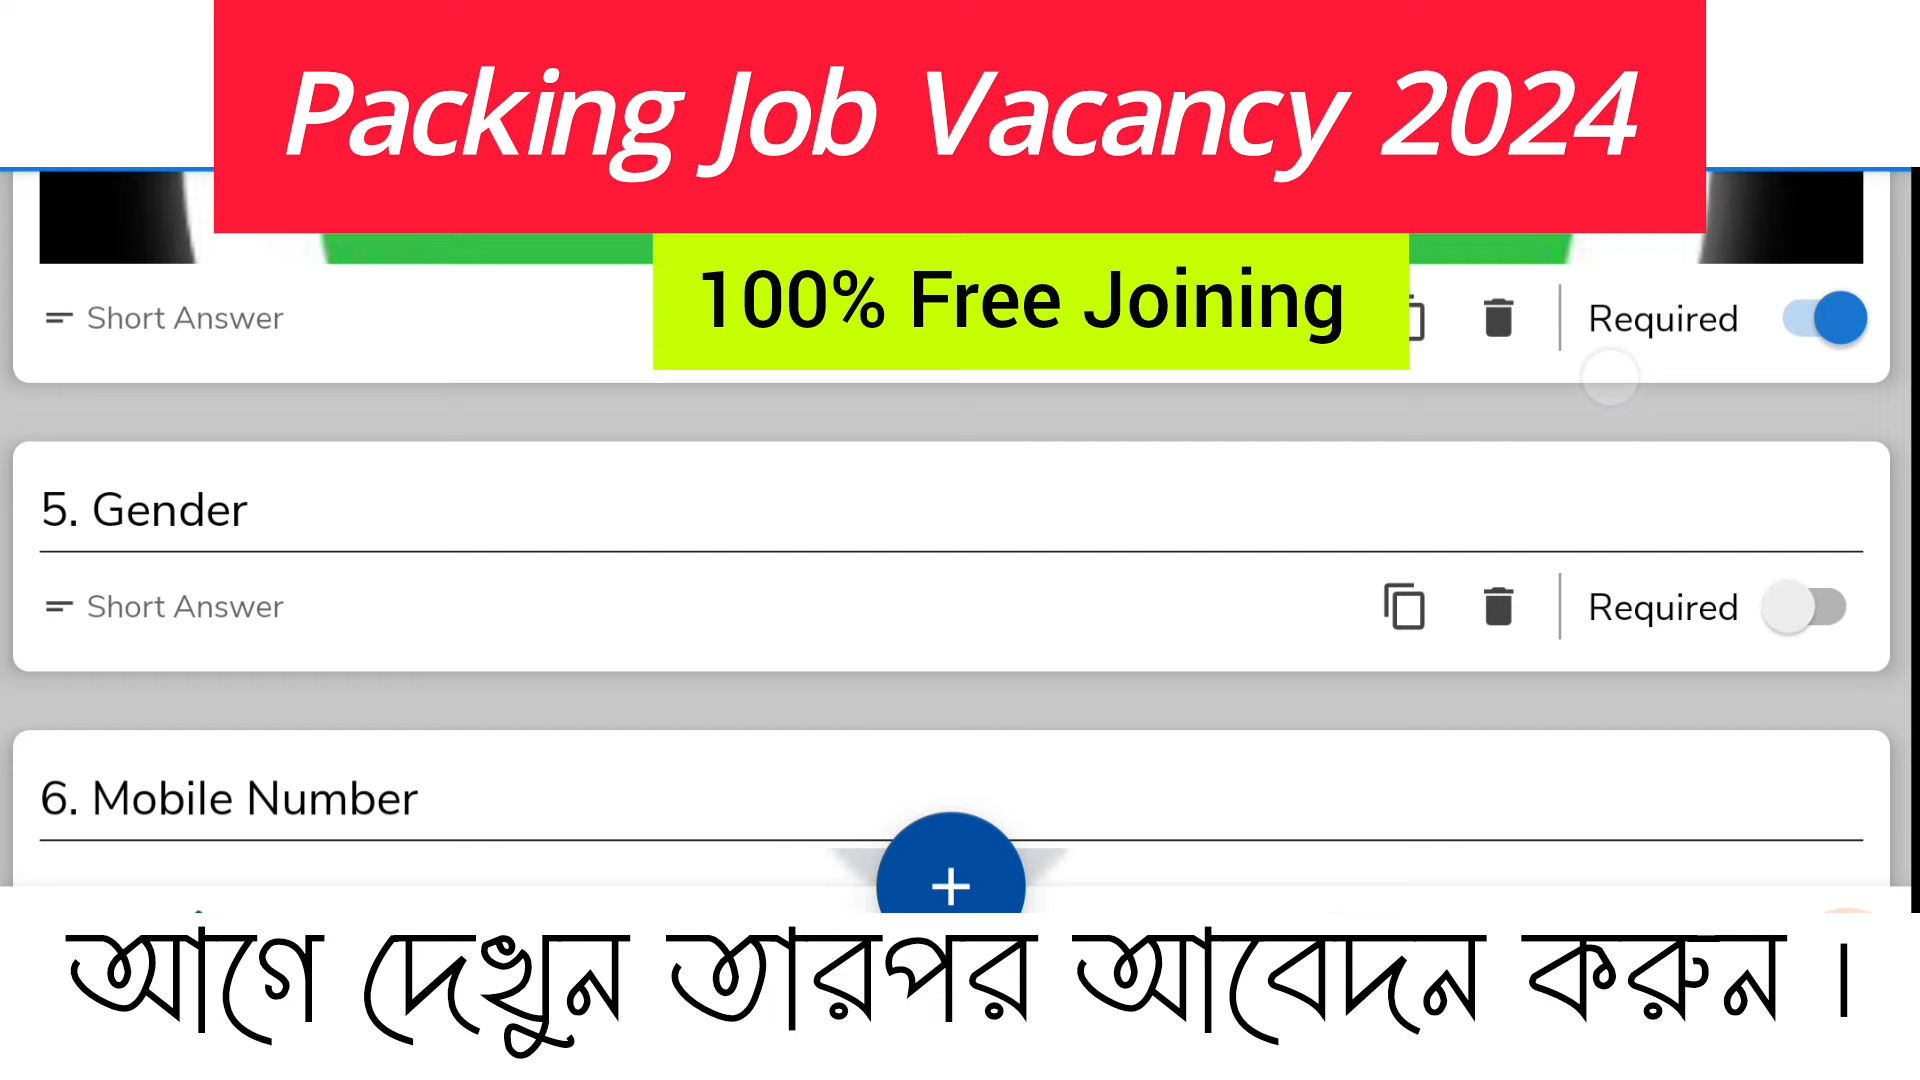 Packing Job Vacancy 2024
100% Free Joining
Short Answer
Required
5. Gender
Short Answer
Required
6. Mobile Number
+
আগে দেখুন তারপর আবেদন করুন ।